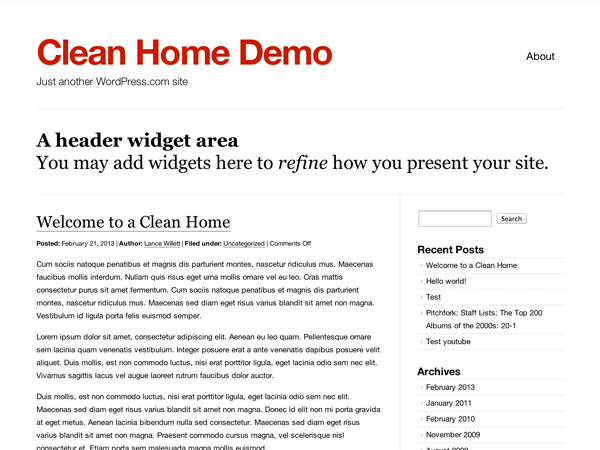 Clean Home Demo
Just another WordPress.com site
About
A header widget area
You may add widgets here to refine how you present your site.
Welcome to a Clean Home
Posted: February 21, 2013 | Author: Lance Willett | Filed under: Uncategorized | Comments Off
Cum sociis natoque penatibus et magnis dis parturient montes, nascetur ridiculus mus. Maecenas
faucibus mollis interdum. Nullam quis risus eget urna mollis ornare vel eu leo. Cras mattis
consectetur purus sit amet fermentum. Cum sociis natoque penatibus et magnis dis parturient
montes, nascetur ridiculus mus. Maecenas sed diam eget risus varius blandit sit amet non magna.
Vestibulum id ligula porta felis euismod semper.
Lorem ipsum dolor sit amet, consectetur adipiscing elit. Aenean eu leo quam. Pellentesque ornare
sem lacinia quam venenatis vestibulum. Integer posuere erat a ante venenatis dapibus posuere velit
aliquet. Duis mollis, est non commodo luctus, nisi erat porttitor ligula, eget lacinia odio sem nec elit.
Vivamus sagittis lacus vel augue laoreet rutrum faucibus dolor auctor.
Duis mollis, est non commodo luctus, nisi erat porttitor ligula, eget lacinia odio sem nec elit.
Maecenas sed diam eget risus varius blandit sit amet non magna. Donec id elit non mi porta gravida
at eget metus. Aenean lacinia bibendum nulla sed consectetur. Maecenas sed diam eget risus
varius blandit sit amet non magna. Praesent commodo cursus magna, vel scelerisque nisl
consectetur et. Etiam porta sem malesuada magna mollis euismod.
Search
Recent Posts
Welcome to a Clean Home
Hello world!
Test
Pitchfork: Staff Lists: The Top 200
Albums of the 2000s: 20-1
Test youtube
Archives
February 2013
January 2011
February 2010
November 2009
August 2009